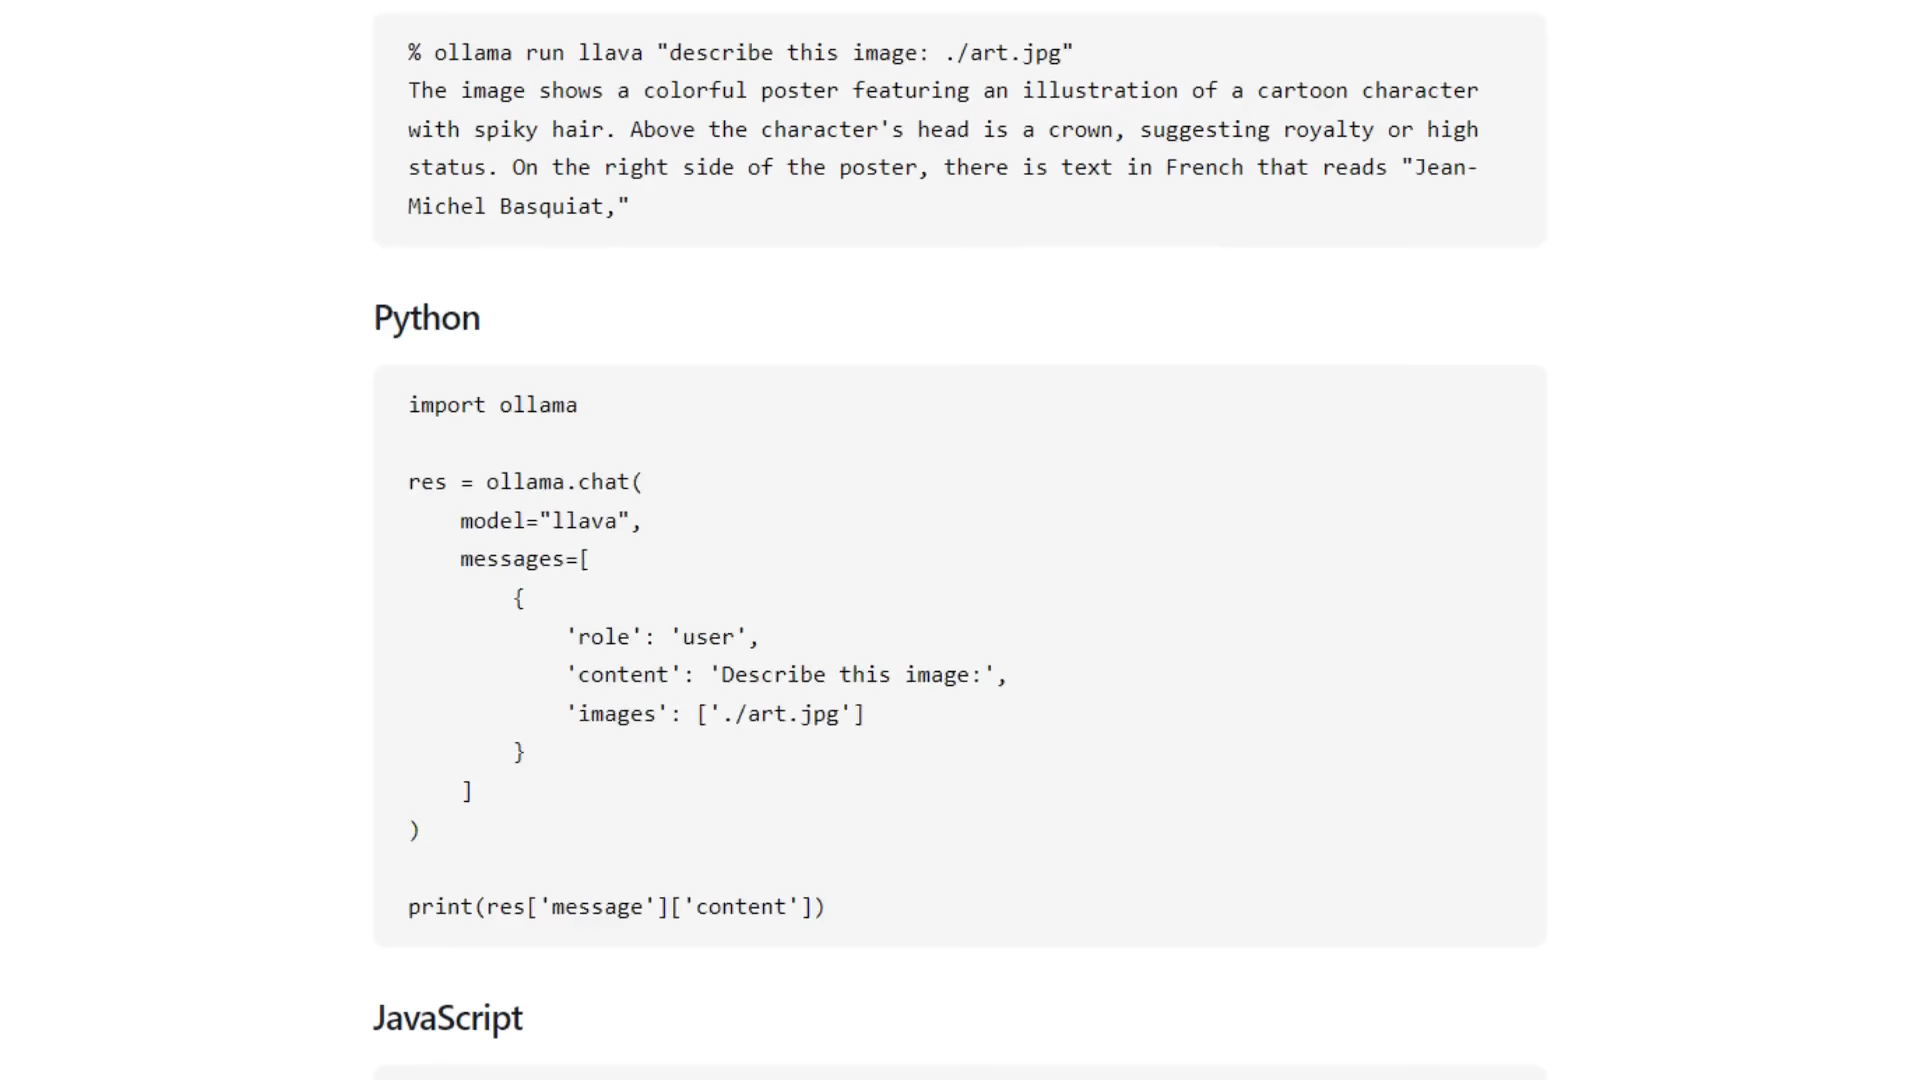 % ollama run llava "describe this image: ./art.jpg"
The image shows a colorful poster featuring an illustration of a cartoon character
with spiky hair. Above the character's head is a crown, suggesting royalty or high
status. On the right side of the poster, there is text in French that reads "Jean-
Michel Basquiat,"
Python
import ollama
res = ollama.chat(
    model="llava",
    messages=[
        {
            'role': 'user',
            'content': 'Describe this image:',
            'images': ['./art.jpg']
        }
    ]
)
print(res['message']['content'])
JavaScript